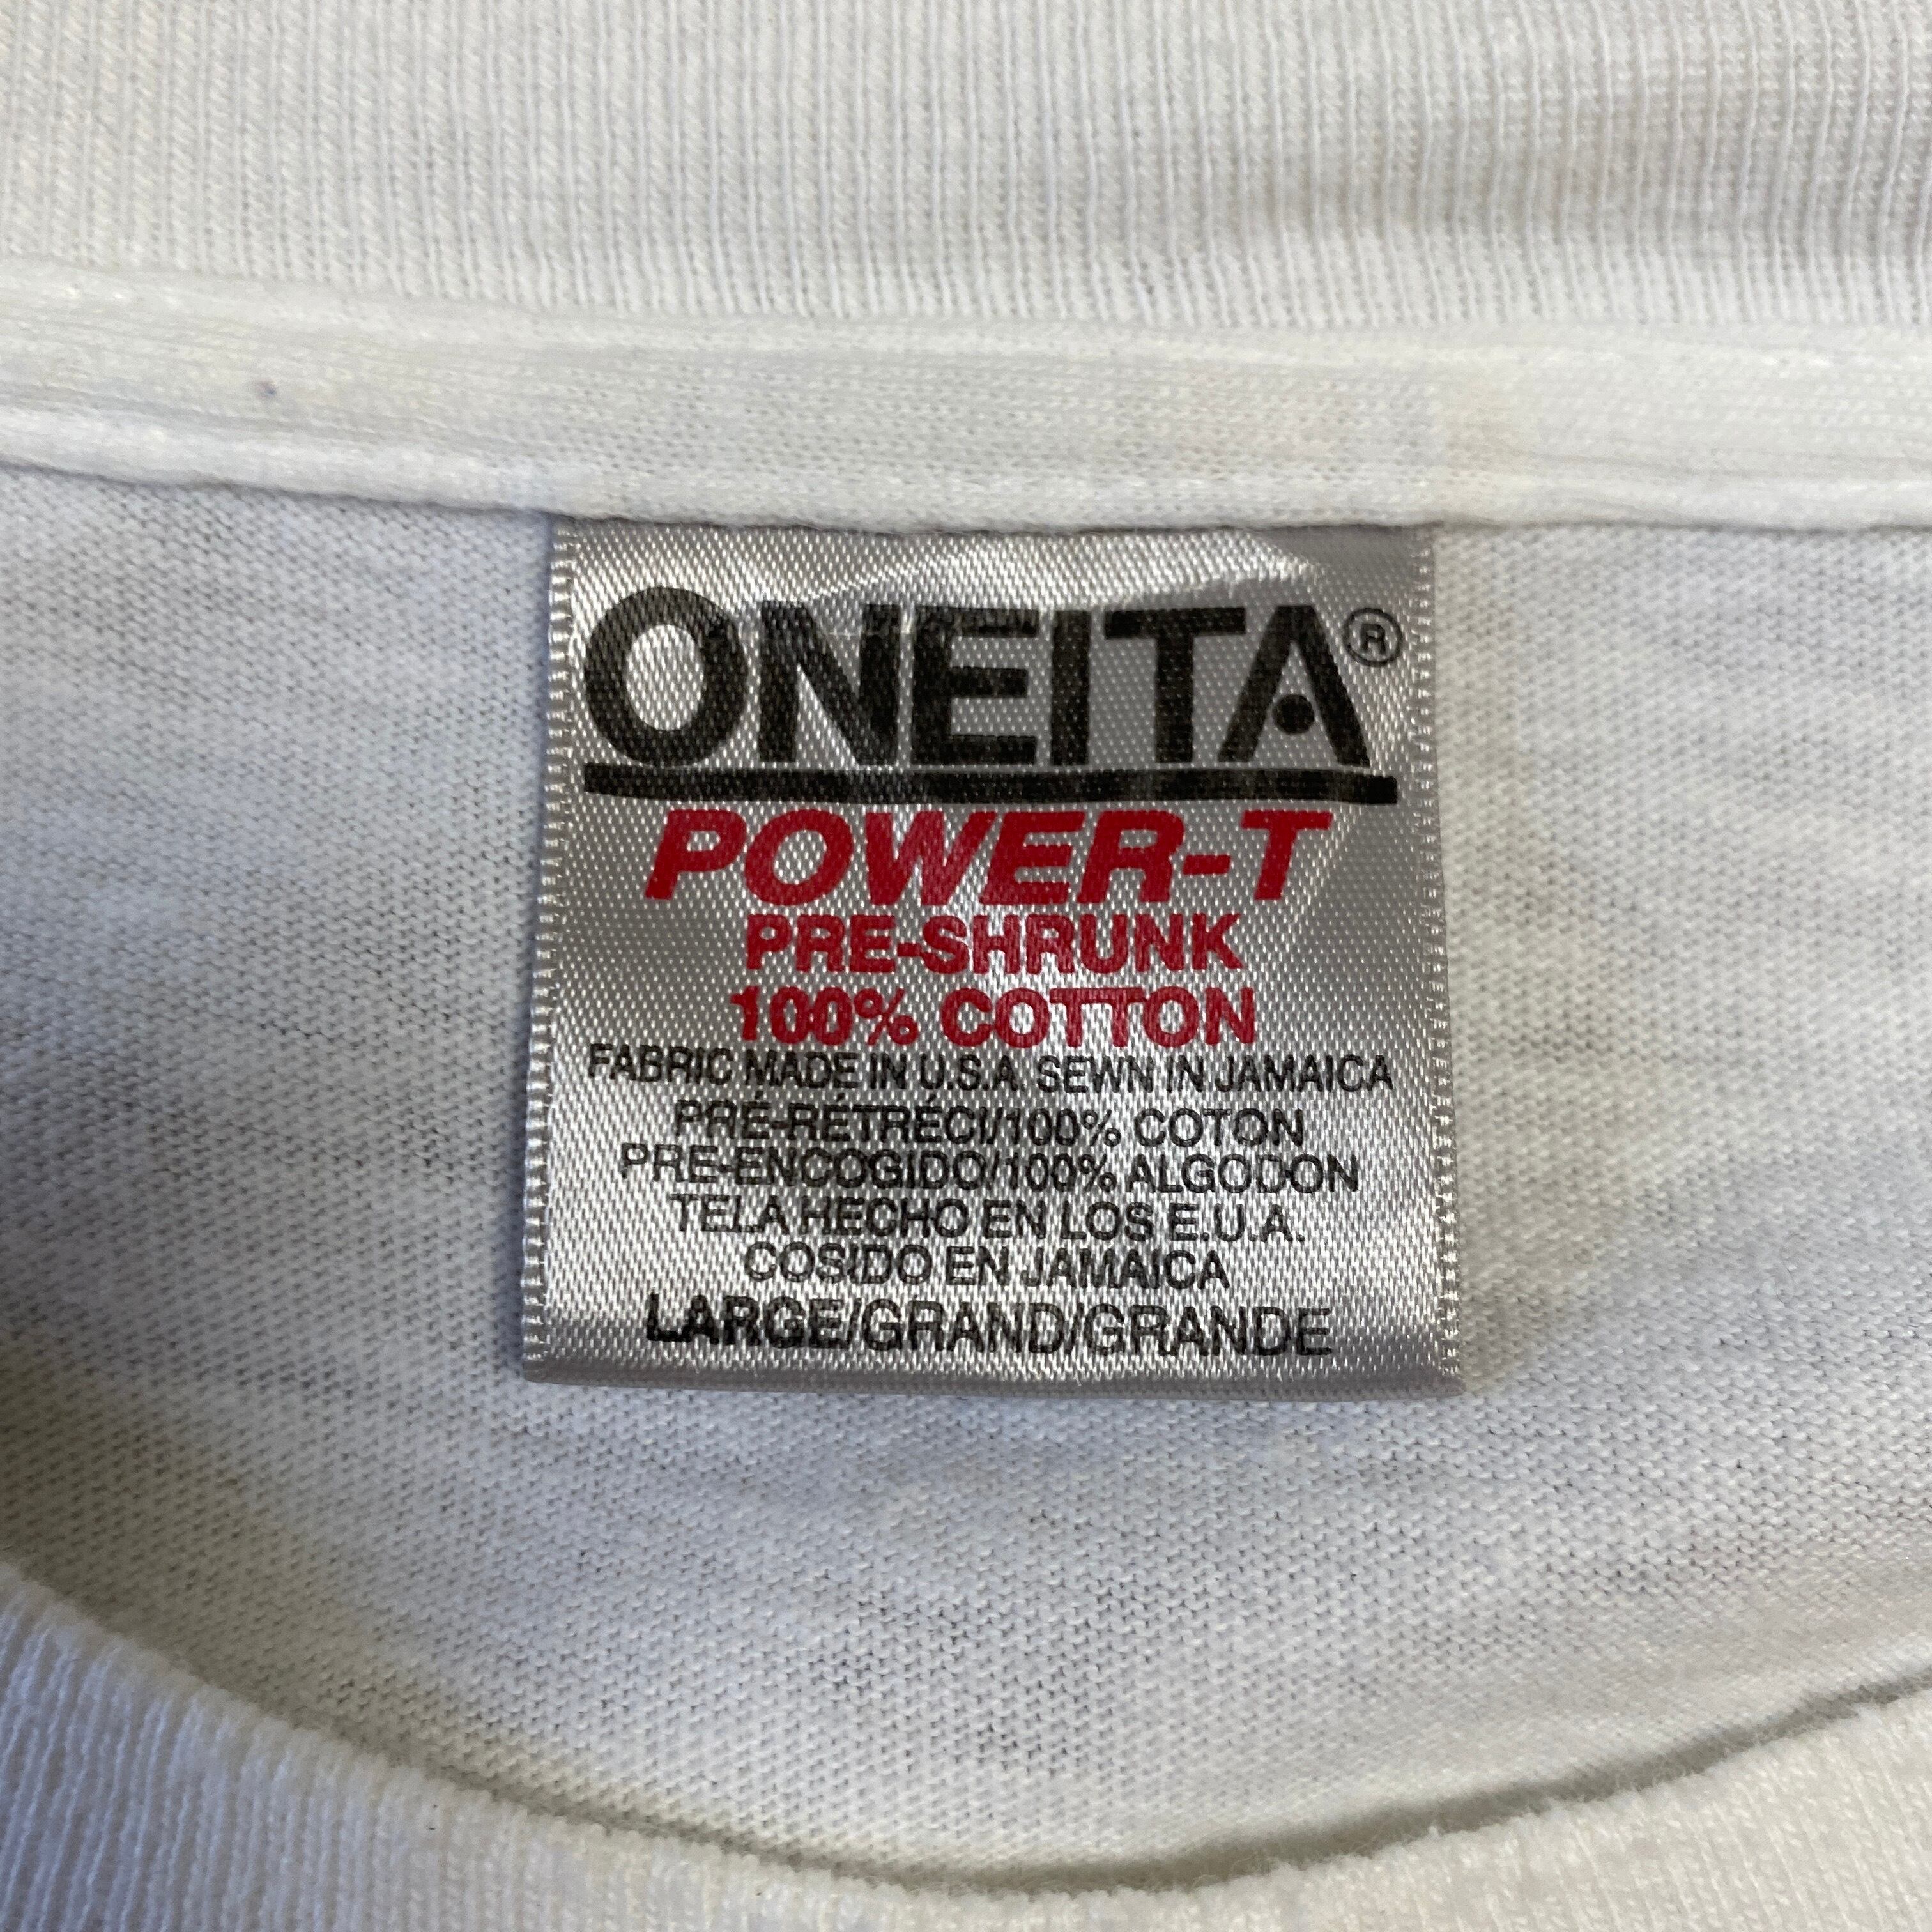 ONEITA®
POWER-T
PRE-SHRUNK
100% COTTON
FABRIC MADE IN U.S.A. SEWN IN JAMAICA
PRÉ-RÉTRÉCI/100% COTON
PRE-ENCOGIDO/100% ALGODON
TELA HECHO EN LOS E.U.A.
COSIDO EN JAMAICA
LARGE/GRAND/GRANDE